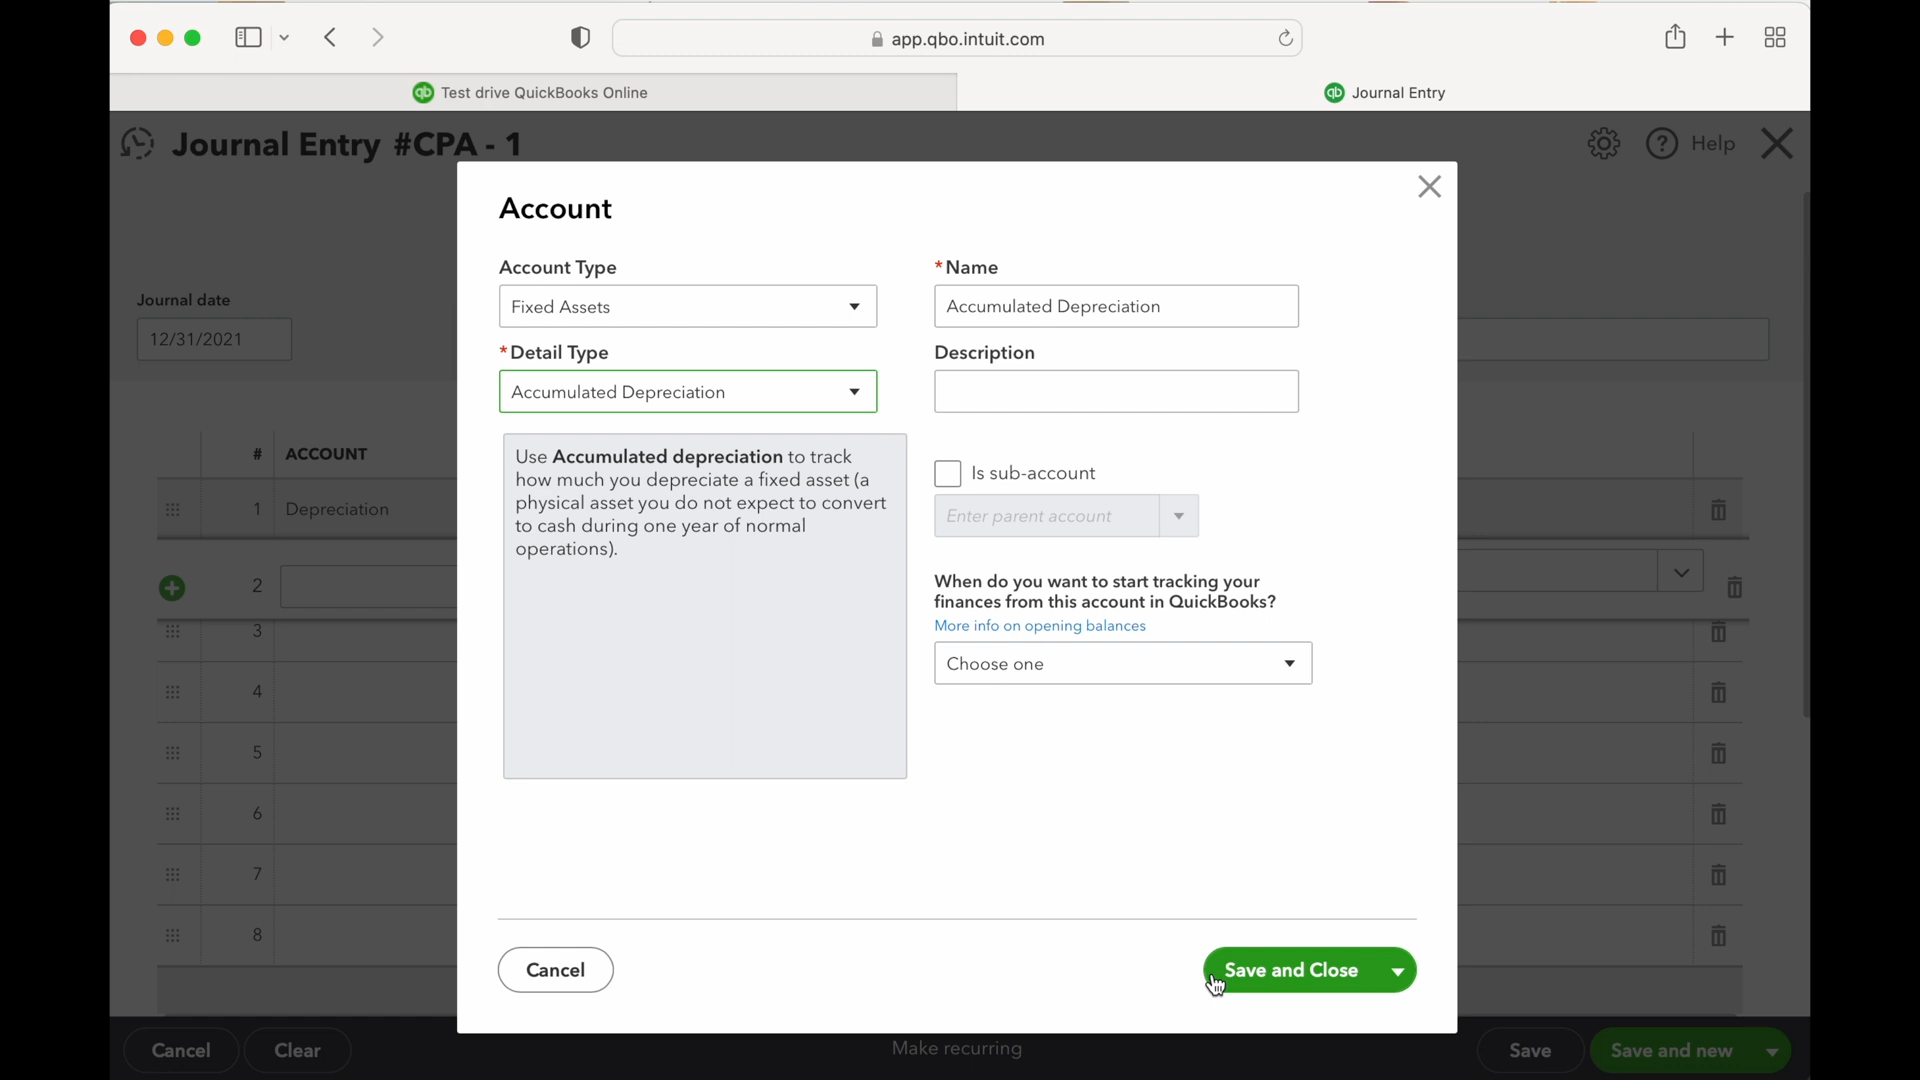 app.qbo.intuit.com
qb Test drive QuickBooks Online
qb Journal Entry
Journal Entry #CPA - 1
? Help
Account
Account Type
*Name
Journal date
Fixed Assets
Accumulated Depreciation
12/31/2021
*Detail Type
Description
Accumulated Depreciation
# ACCOUNT
Use Accumulated depreciation to track
how much you depreciate a fixed asset (a
physical asset you do not expect to convert
to cash during one year of normal
operations).
Is sub-account
1 Depreciation
Enter parent account
When do you want to start tracking your
finances from this account in QuickBooks?
2
More info on opening balances
3
Choose one
4
5
6
7
8
Cancel
Save and Close
Cancel
Clear
Make recurring
Save
Save and new